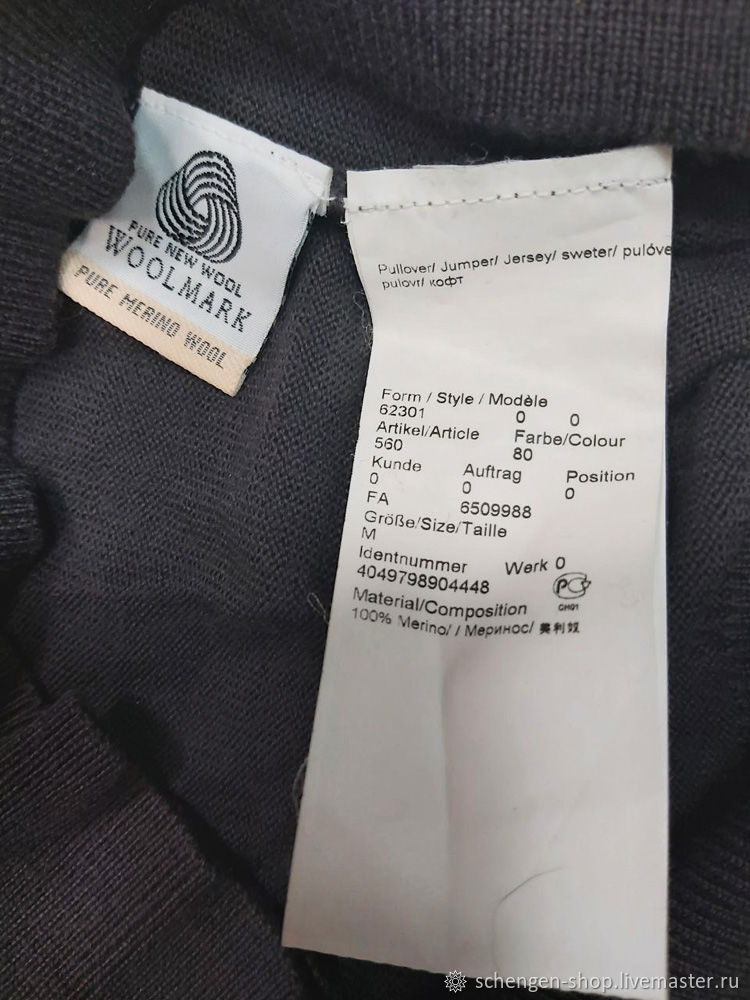 PURE NEW WOOL
WOOLMARK
PURE MERINO WOOL
Pullover/ Jumper/ Jersey/ sweter/ pulóve
pulovr/ кофт
Form / Style / Modèle
62301 0 0
Artikel/Article Farbe/Colour
560 80
Kunde Auftrag Position
0 0 0
FA 6509988
Größe/Size/Taille
M
Identnummer Werk 0
4049798904448
Material/Composition
100% Merino/ / Меринос/ 美利奴
schengen-shop.livemaster.ru